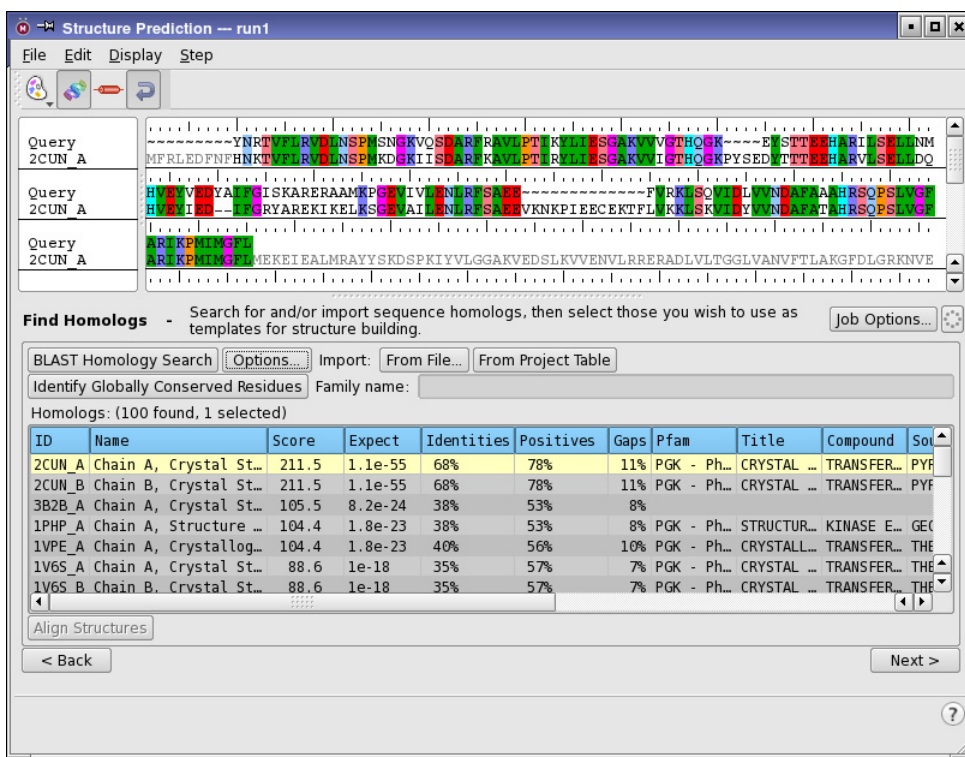 Structure Prediction — run1
File Edit Display Step
Query ~~~~~~~~~YNRTVFLRVDLNSPMSNGKIVQSDARFRAVLPTIKYLIESGAKVVVGTHQGK----EYSTTEEHARILSELLNM
2CUN_A MFRLEDFNFHNKTVFLRVDLNSPMKDGKIISDARFKAVLPTIRYLIESGAKVVIGTHQGKPYSEDYTTTEEHARVLSELLDQ
Query HVEYVEDYAIFGISKARERAAMKPGEVIVLENLRFSAEE~~~~~~~~~~~~~~FVRKLSQVIDLVVNDAFAAAHRSQPSLVGF
2CUN_A HVEYIED--IFGRYAREKIKELKSGEVAILENLRFSAEEVKNKPIEECEKTFLVKKLSKVIDYVVNDAFATAHRSQPSLVGF
Query ARIKPMIMGFL
2CUN_A ARIKPMIMGFLMEKEIEALMRAYYSKDSPKIYVLGGAKVEDSLKVVENVLRRERADLVLTGGLVANVFTLAKGFDLGRKNVE
Find Homologs - Search for and/or import sequence homologs, then select those you wish to use as
templates for structure building.
Job Options...
BLAST Homology Search Options... Import: From File... From Project Table
Identify Globally Conserved Residues Family name:
Homologs: (100 found, 1 selected)
ID Name Score Expect Identities Positives Gaps Pfam Title Compound Sou
2CUN_A Chain A, Crystal St... 211.5 1.1e-55 68% 78% 11% PGK - Ph... CRYSTAL ... TRANSFER... PYF
2CUN_B Chain B, Crystal St... 211.5 1.1e-55 68% 78% 11% PGK - Ph... CRYSTAL ... TRANSFER... PYF
3B2B_A Chain A, Crystal St... 105.5 8.2e-24 38% 53% 8%
1PHP_A Chain A, Structure ... 104.4 1.8e-23 38% 53% 8% PGK - Ph... STRUCTUR... KINASE E... GEO
1VPE_A Chain A, Crystallog... 104.4 1.8e-23 40% 56% 10% PGK - Ph... CRYSTALL... TRANSFER... THE
1V6S_A Chain A, Crystal St... 88.6 1e-18 35% 57% 7% PGK - Ph... CRYSTAL ... TRANSFER... THE
1V6S_B Chain B, Crystal St... 88.6 1e-18 35% 57% 7% PGK - Ph... CRYSTAL ... TRANSFER... THE
Align Structures
< Back Next >
?